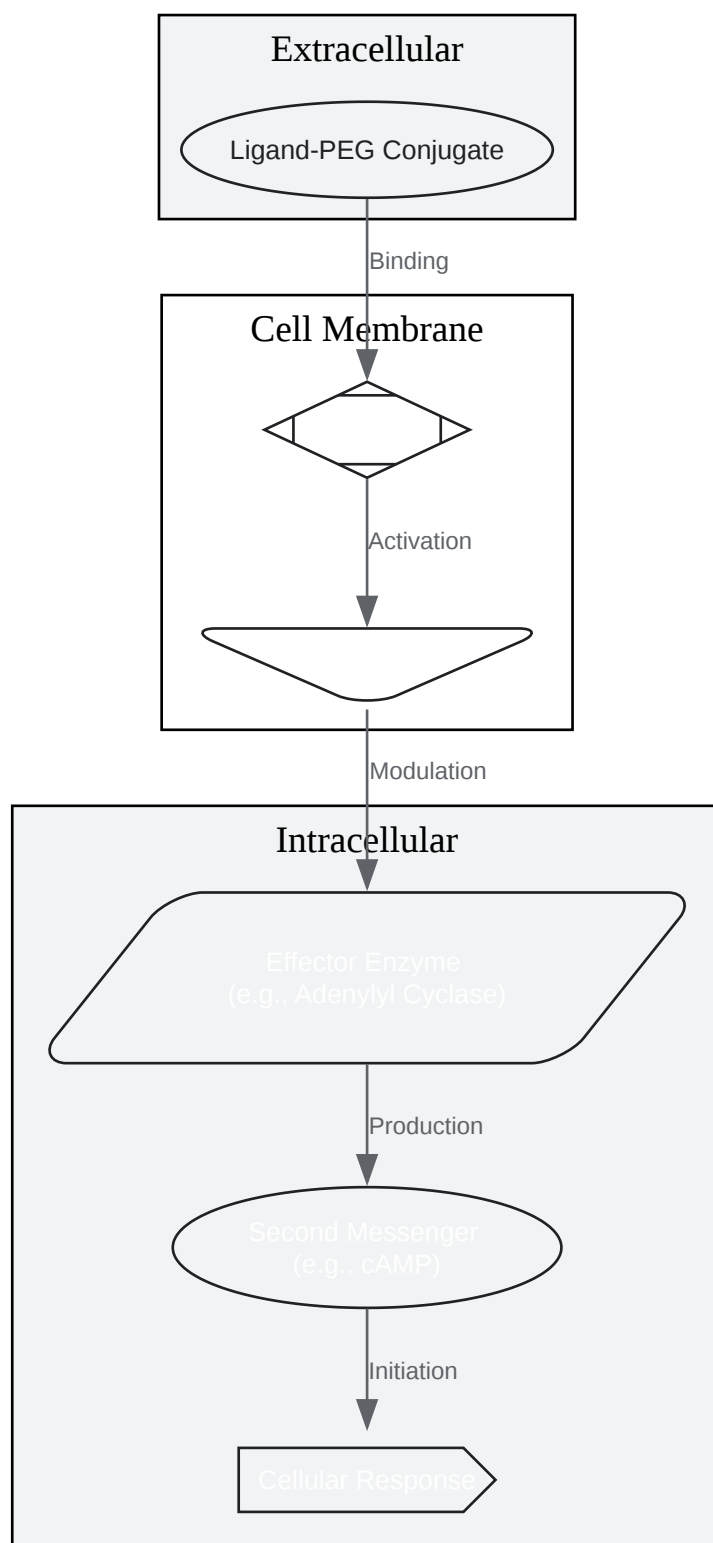 Extracellular
Ligand-PEG Conjugate
Binding
Cell Membrane
Activation
Modulation
Intracellular
Effector Enzyme
(e.g., Adenylyl Cyclase)
Production
Second Messenger
(e.g., cAMP)
Initiation
Cellular Response